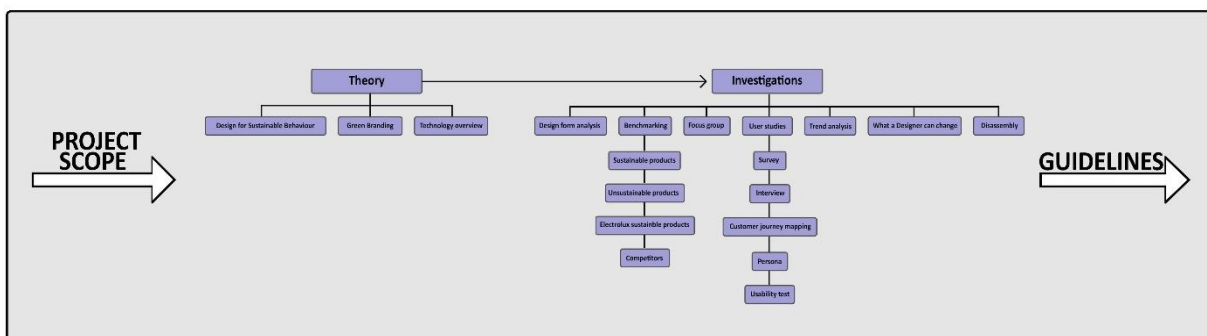 PROJECT
SCOPE
Theory
Investigations
Design for Sustainable Behaviour
Green Branding
Technology overview
Design form analysis
Benchmarking
Focus group
User studies
Trend analysis
What a Designer can change
Disassembly
Sustainable products
Unsustainable products
Electrolux sustainble products
Competitors
Survey
Interview
Customer journey mapping
Persona
Usability test
GUIDELINES